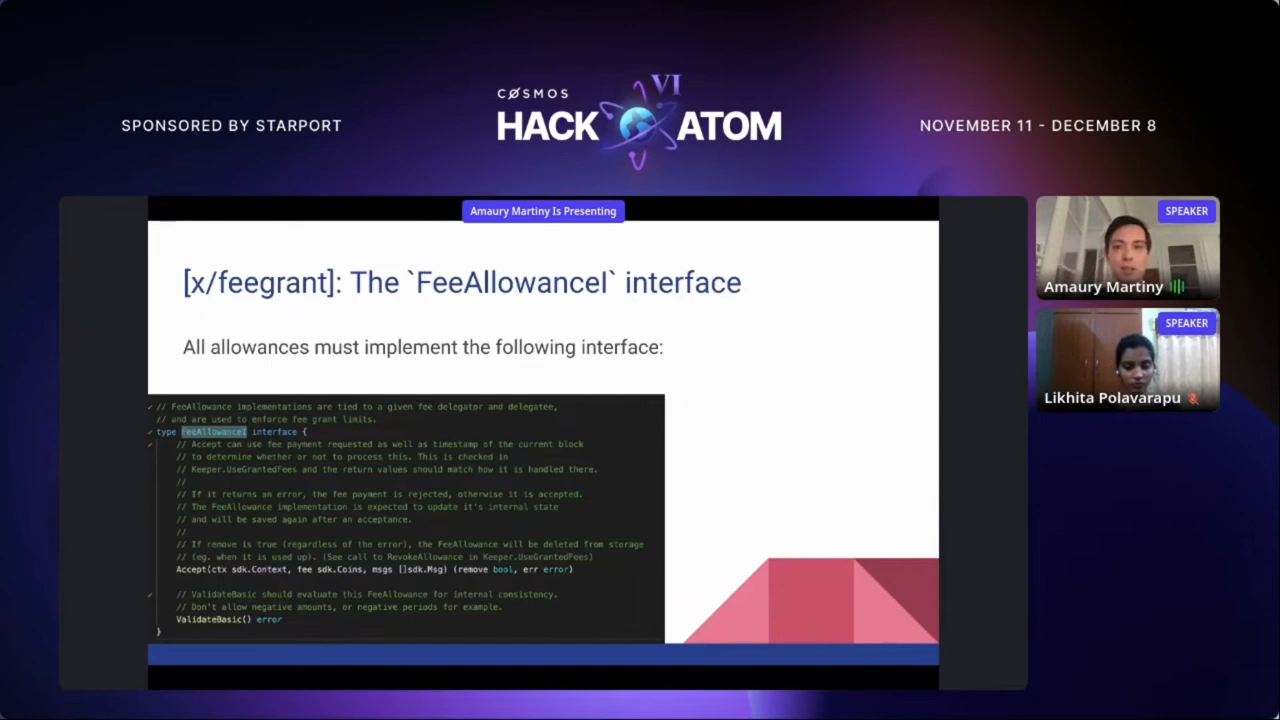 VI
CØSMOS
HACK ATOM
SPONSORED BY STARPORT
NOVEMBER 11 - DECEMBER 8
Amaury Martiny Is Presenting
[x/feegrant]: The `FeeAllowanceI` interface
All allowances must implement the following interface:
// FeeAllowance implementations are tied to a given fee delegator and delegatee,
// and are used to enforce fee grant limits.
type FeeAllowanceI interface {
// Accept can use fee payment requested as well as timestamp of the current block
// to determine whether or not to process this. This is checked in
// Keeper.UseGrantedFees and the return values should match how it is handled there.
//
// If it returns an error, the fee payment is rejected, otherwise it is accepted.
// The FeeAllowance implementation is expected to update it's internal state
// and will be saved again after an acceptance.
//
// If remove is true (regardless of the error), the FeeAllowance will be deleted from storage
// (eg. when it is used up). (See call to RevokeAllowance in Keeper.UseGrantedFees)
Accept(ctx sdk.Context, fee sdk.Coins, msgs []sdk.Msg) (remove bool, err error)
// ValidateBasic should evaluate this FeeAllowance for internal consistency.
// Don't allow negative amounts, or negative periods for example.
ValidateBasic() error
}
SPEAKER
Amaury Martiny
SPEAKER
Likhita Polavarapu